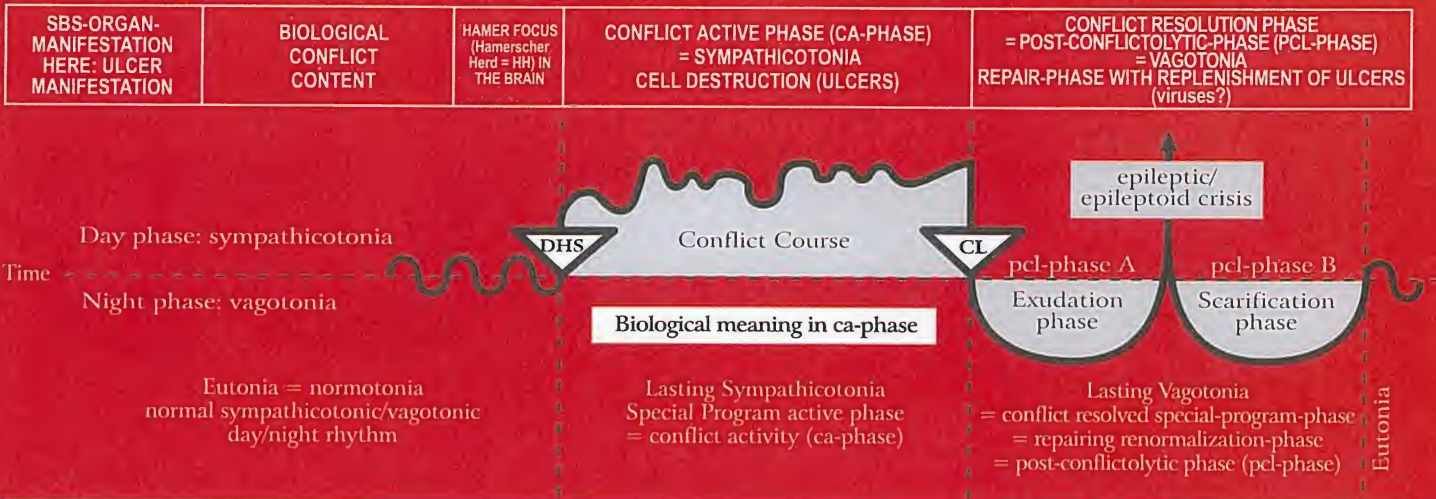 SBS-ORGAN-
MANIFESTATION
HERE: ULCER
MANIFESTATION
BIOLOGICAL
CONFLICT
CONTENT
HAMER FOCUS
(Hamerscher
Herd = HH) IN
THE BRAIN
CONFLICT ACTIVE PHASE (CA-PHASE)
= SYMPATHICOTONIA
CELL DESTRUCTION (ULCERS)
CONFLICT RESOLUTION PHASE
= POST-CONFLICTOLYTIC-PHASE (PCL-PHASE)
= VAGOTONIA
REPAIR-PHASE WITH REPLENISHMENT OF ULCERS
(viruses?)
epileptic/
epileptoid crisis
Day phase: sympathicotonia
DHS
Conflict Course
CL
Time
pcl-phase A
pcl-phase B
Night phase: vagotonia
Exudation
phase
Scarification
phase
Biological meaning in ca-phase
Eutonia = normotonia
normal sympathicotonic/vagotonic
day/night rhythm
Lasting Sympathicotonia
Special Program active phase
= conflict activity (ca-phase)
Lasting Vagotonia
= conflict resolved special-program-phase
= repairing renormalization-phase
= post-conflictolytic phase (pcl-phase)
Eutonia